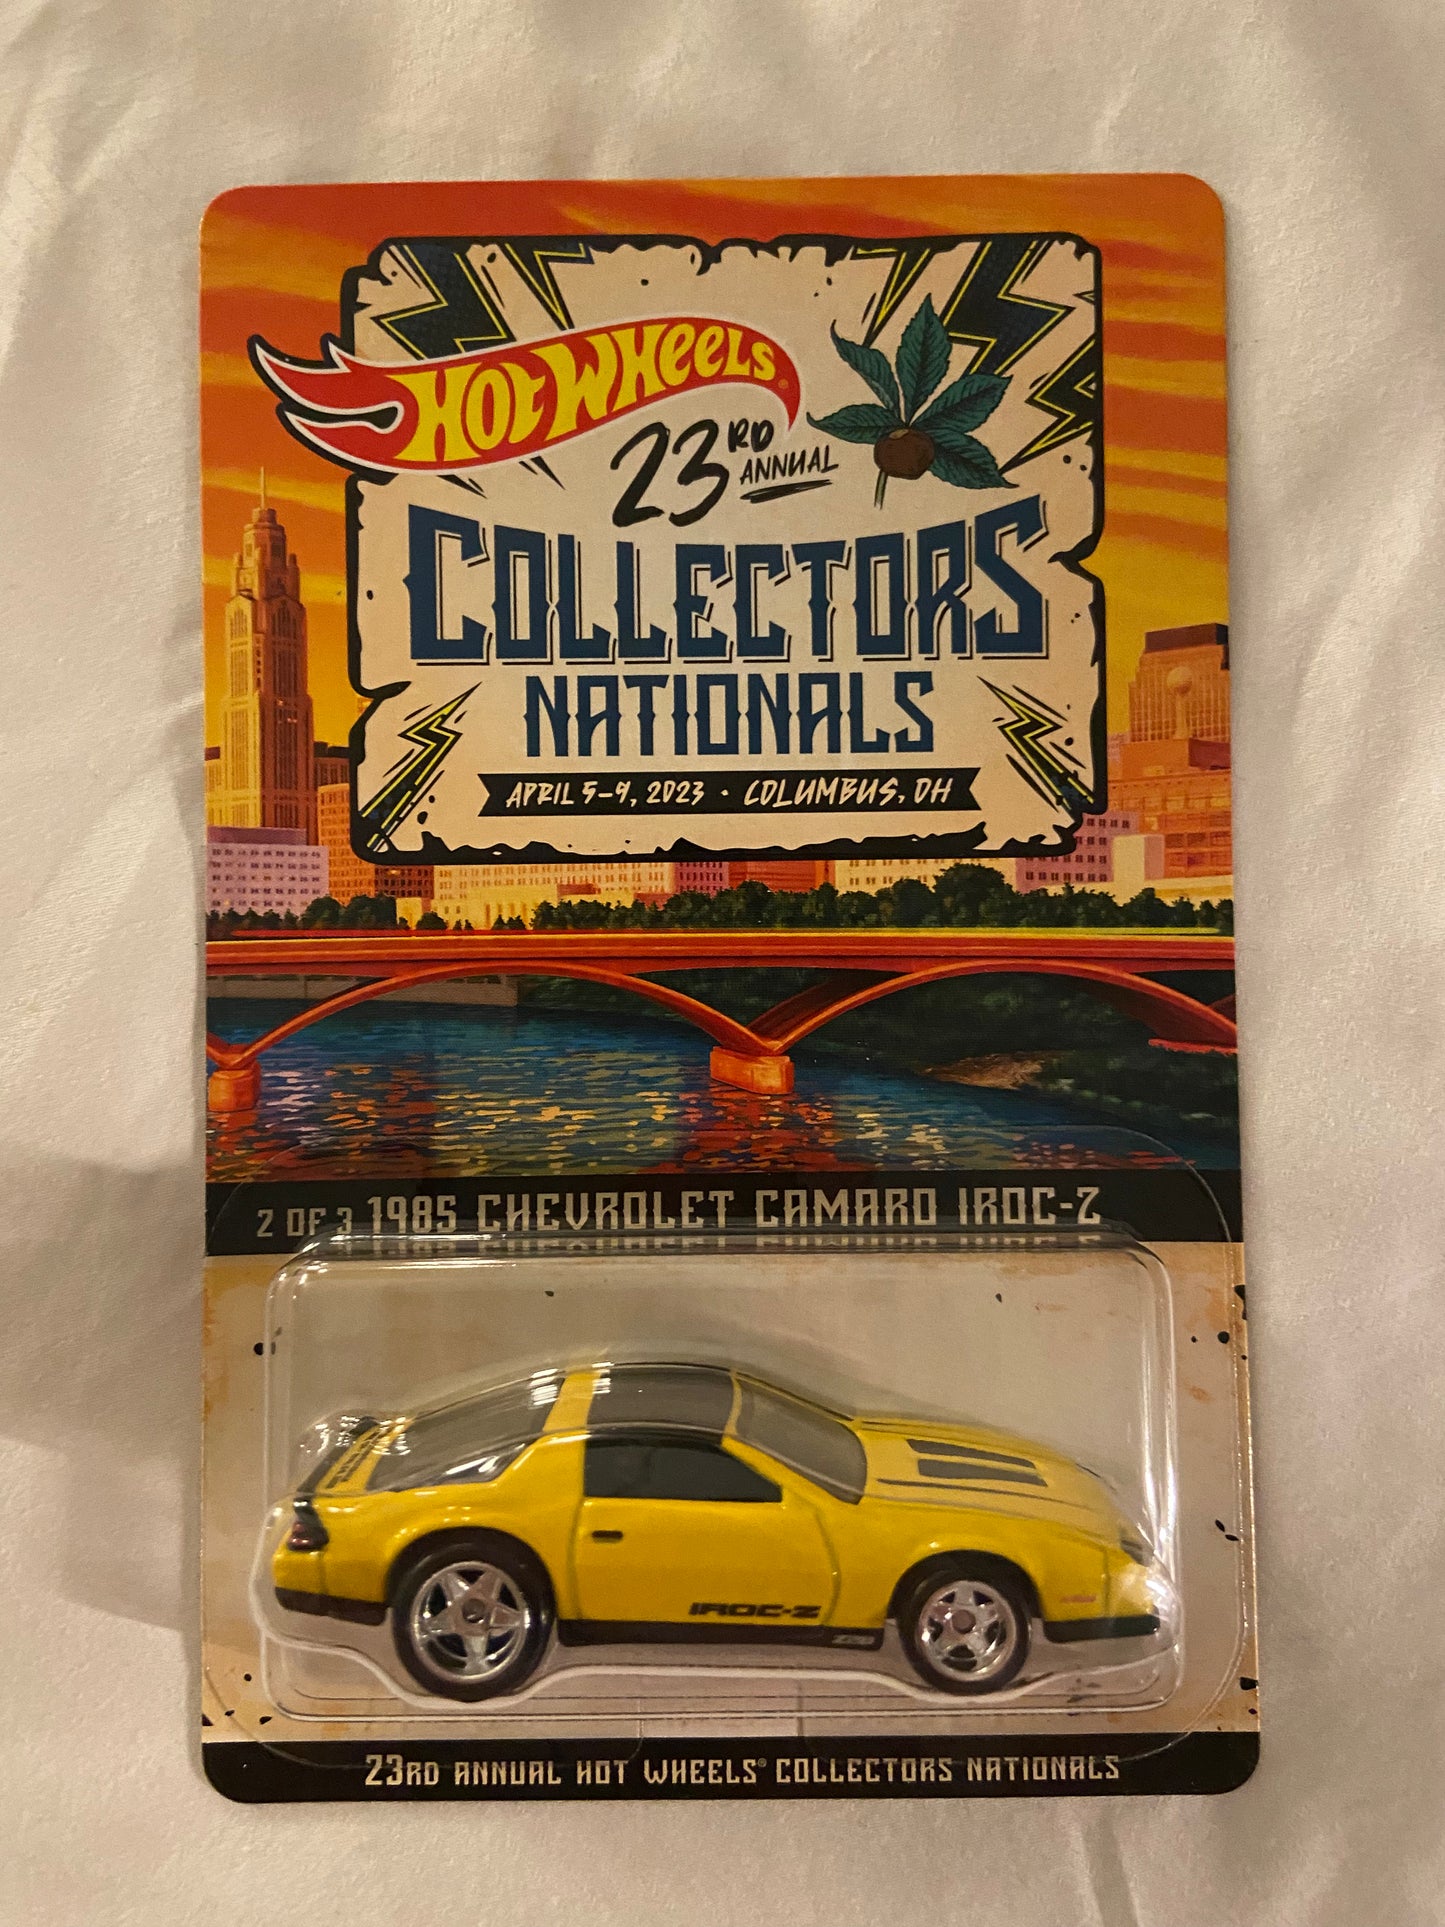 HOT WHEELS®
23RD ANNUAL
COLLECTORS
NATIONALS
APRIL 5-9, 2023 · COLUMBUS, OH
2 OF 3 1985 CHEVROLET CAMARO IROC-Z
IROC-Z
Z28
23RD ANNUAL HOT WHEELS® COLLECTORS NATIONALS